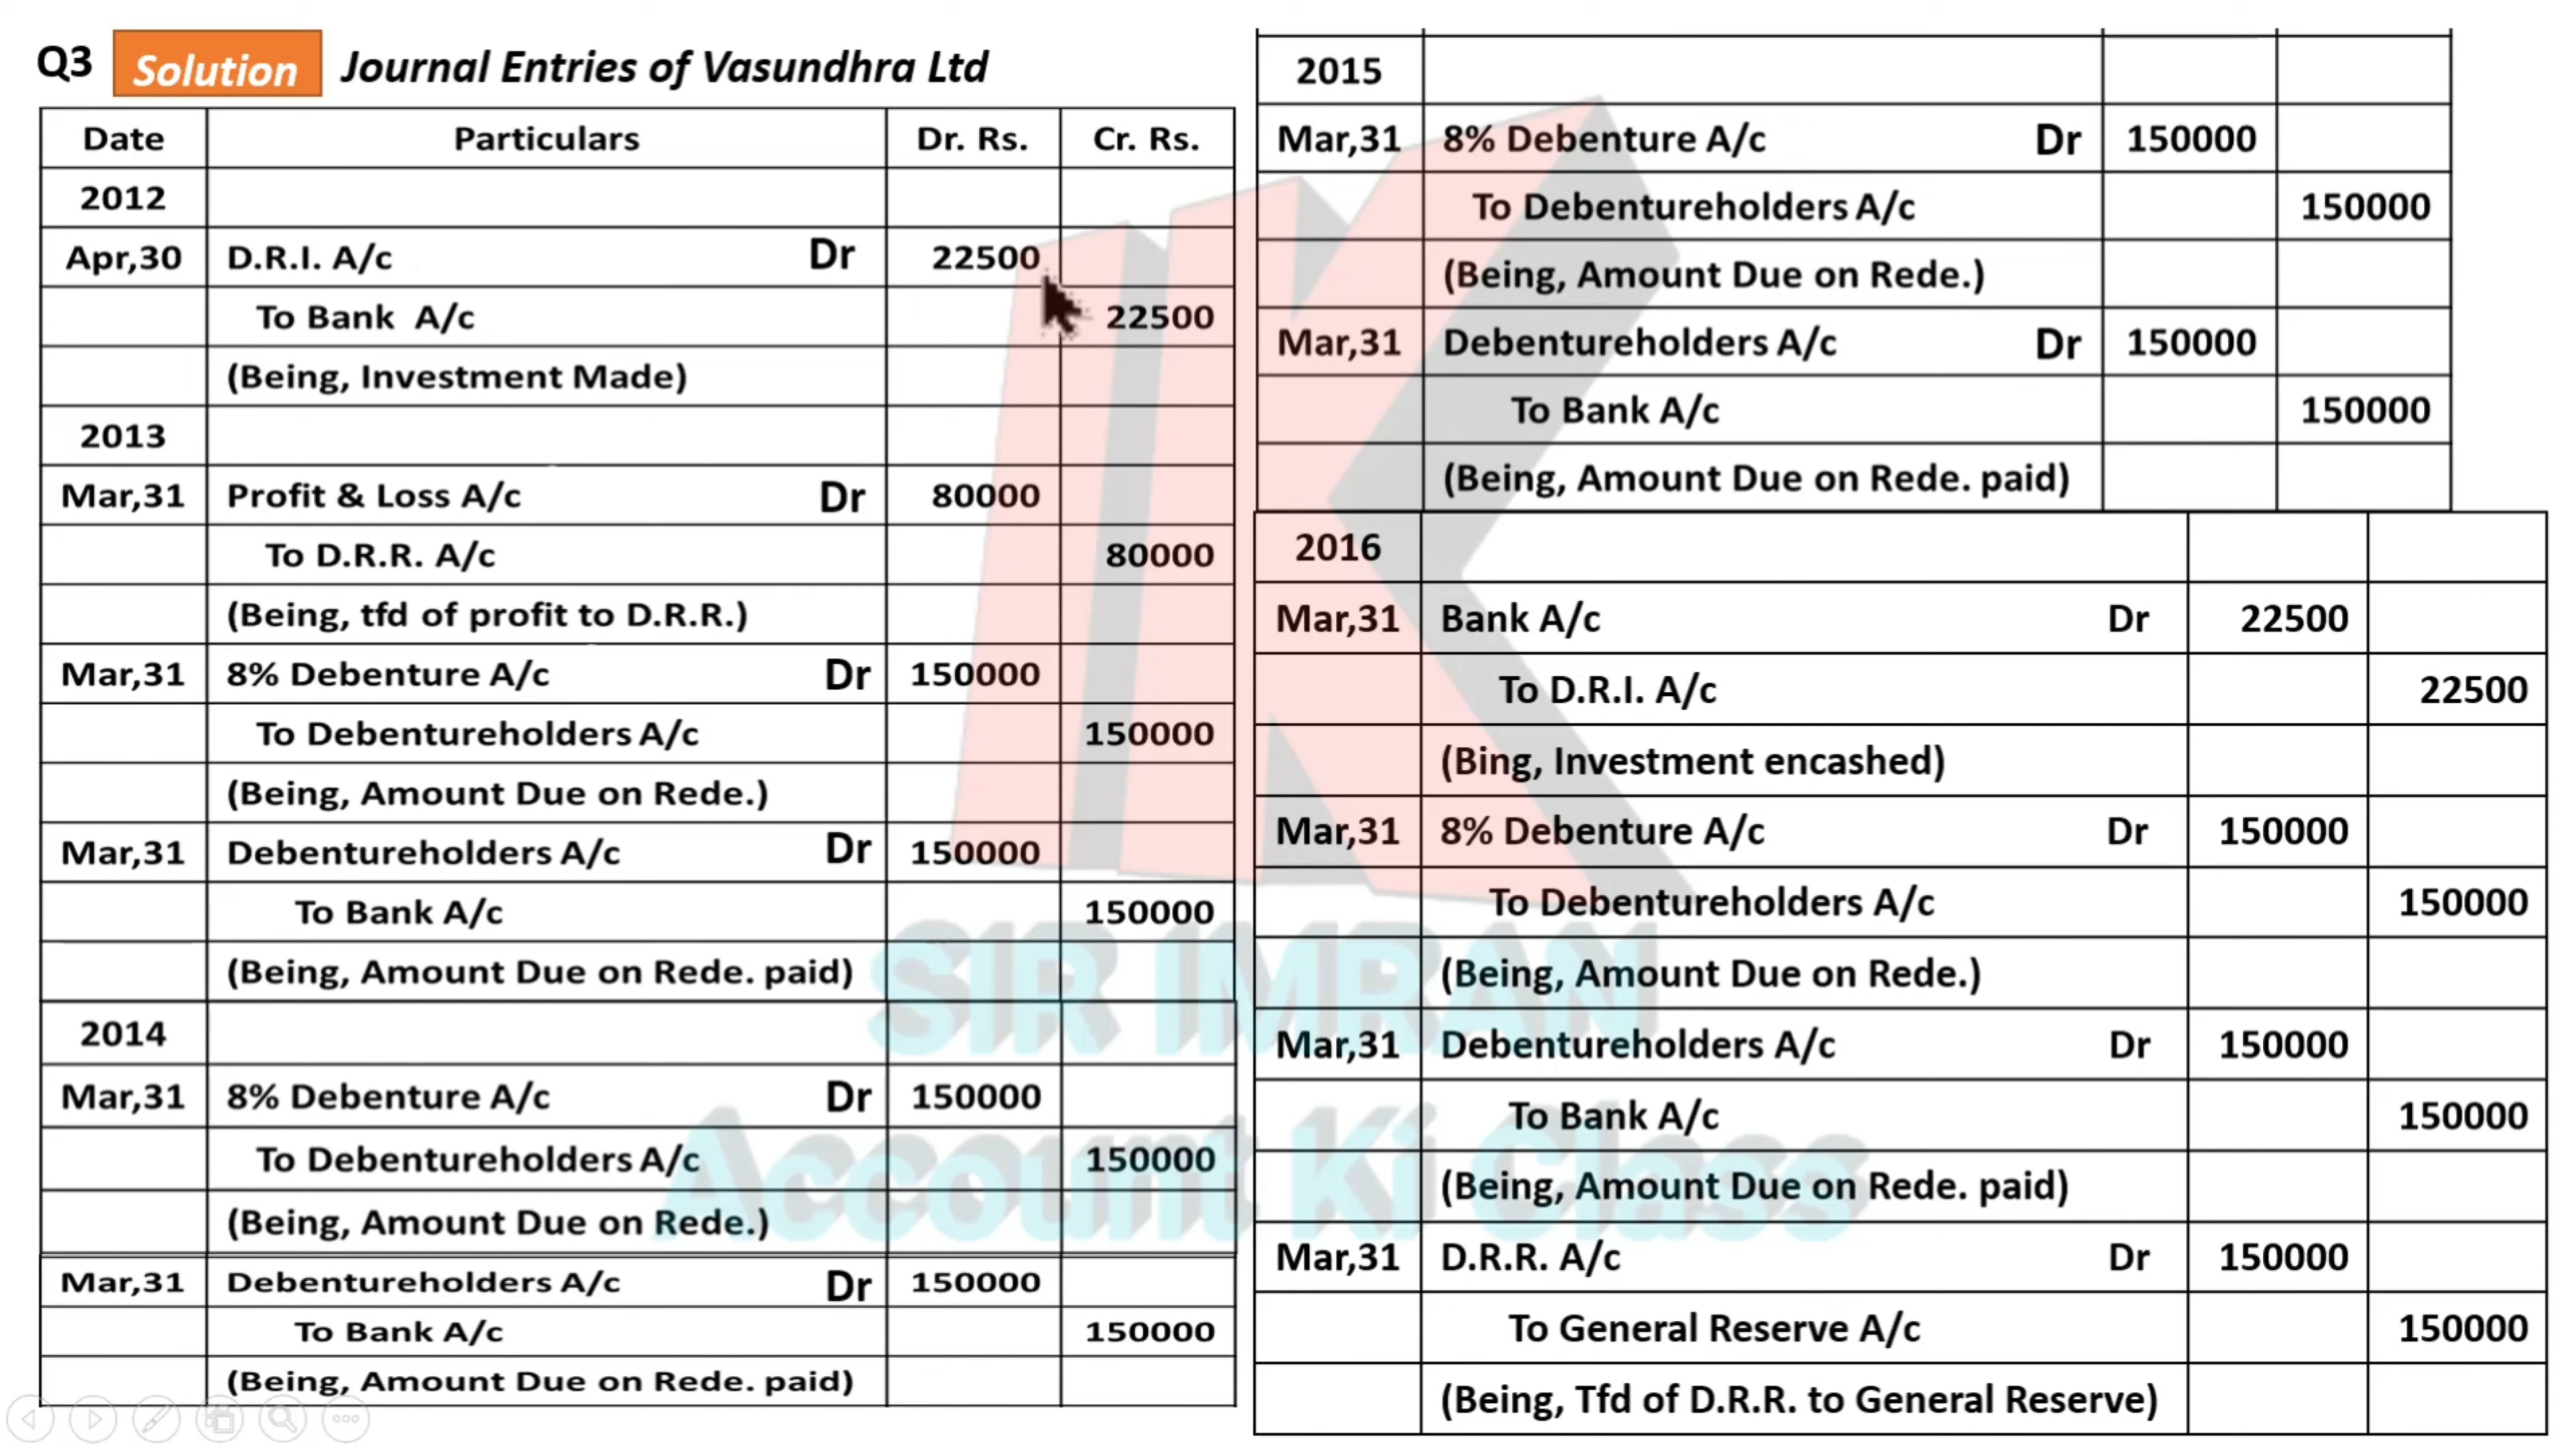 Q3 Solution Journal Entries of Vasundhra Ltd
Date Particulars Dr. Rs. Cr. Rs.
2012
Apr,30 D.R.I. A/c Dr 22500
To Bank A/c 22500
(Being, Investment Made)
2013
Mar,31 Profit & Loss A/c Dr 80000
To D.R.R. A/c 80000
(Being, tfd of profit to D.R.R.)
Mar,31 8% Debenture A/c Dr 150000
To Debentureholders A/c 150000
(Being, Amount Due on Rede.)
Mar,31 Debentureholders A/c Dr 150000
To Bank A/c 150000
(Being, Amount Due on Rede. paid)
2014
Mar,31 8% Debenture A/c Dr 150000
To Debentureholders A/c 150000
(Being, Amount Due on Rede.)
Mar,31 Debentureholders A/c Dr 150000
To Bank A/c 150000
(Being, Amount Due on Rede. paid)
2015
Mar,31 8% Debenture A/c Dr 150000
To Debentureholders A/c 150000
(Being, Amount Due on Rede.)
Mar,31 Debentureholders A/c Dr 150000
To Bank A/c 150000
(Being, Amount Due on Rede. paid)
2016
Mar,31 Bank A/c Dr 22500
To D.R.I. A/c 22500
(Bing, Investment encashed)
Mar,31 8% Debenture A/c Dr 150000
To Debentureholders A/c 150000
(Being, Amount Due on Rede.)
Mar,31 Debentureholders A/c Dr 150000
To Bank A/c 150000
(Being, Amount Due on Rede. paid)
Mar,31 D.R.R. A/c Dr 150000
To General Reserve A/c 150000
(Being, Tfd of D.R.R. to General Reserve)
K
SIR IMRAN
Account Ki Class